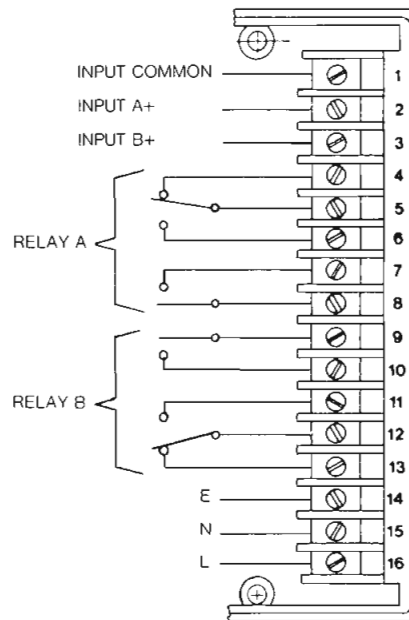 INPUT COMMON 1
INPUT A+ 2
INPUT B+ 3
4
5
RELAY A 6
7
8
9
10
RELAY B 11
12
13
E 14
N 15
L 16